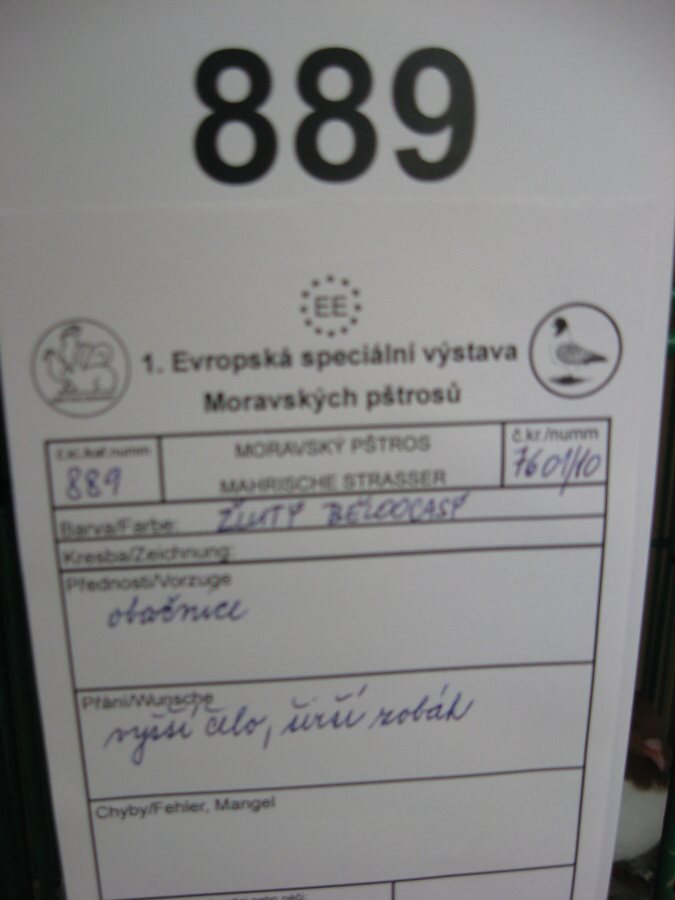 889
EE
1. Evropská speciální výstava
Moravských pštrosů
889
MORAVSKÝ PŠTROS
MAHRISCHE STRASSER
č.kr./numm
7601/10
Barva/Farbe: ŽLUTÝ BĚLOOCASÝ
Kresba/Zeichnung:
Přednosti/Vorzuge
obočnice
Přání/Wunsche
vyšší čelo, širší zobák
Chyby/Fehler, Mangel